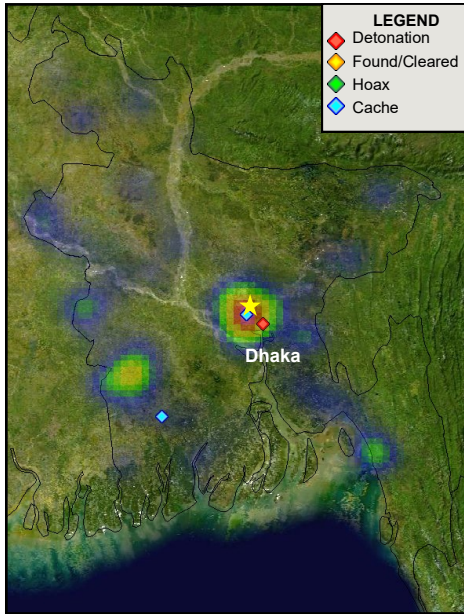 LEGEND
Detonation
Found/Cleared
Hoax
Cache
Dhaka